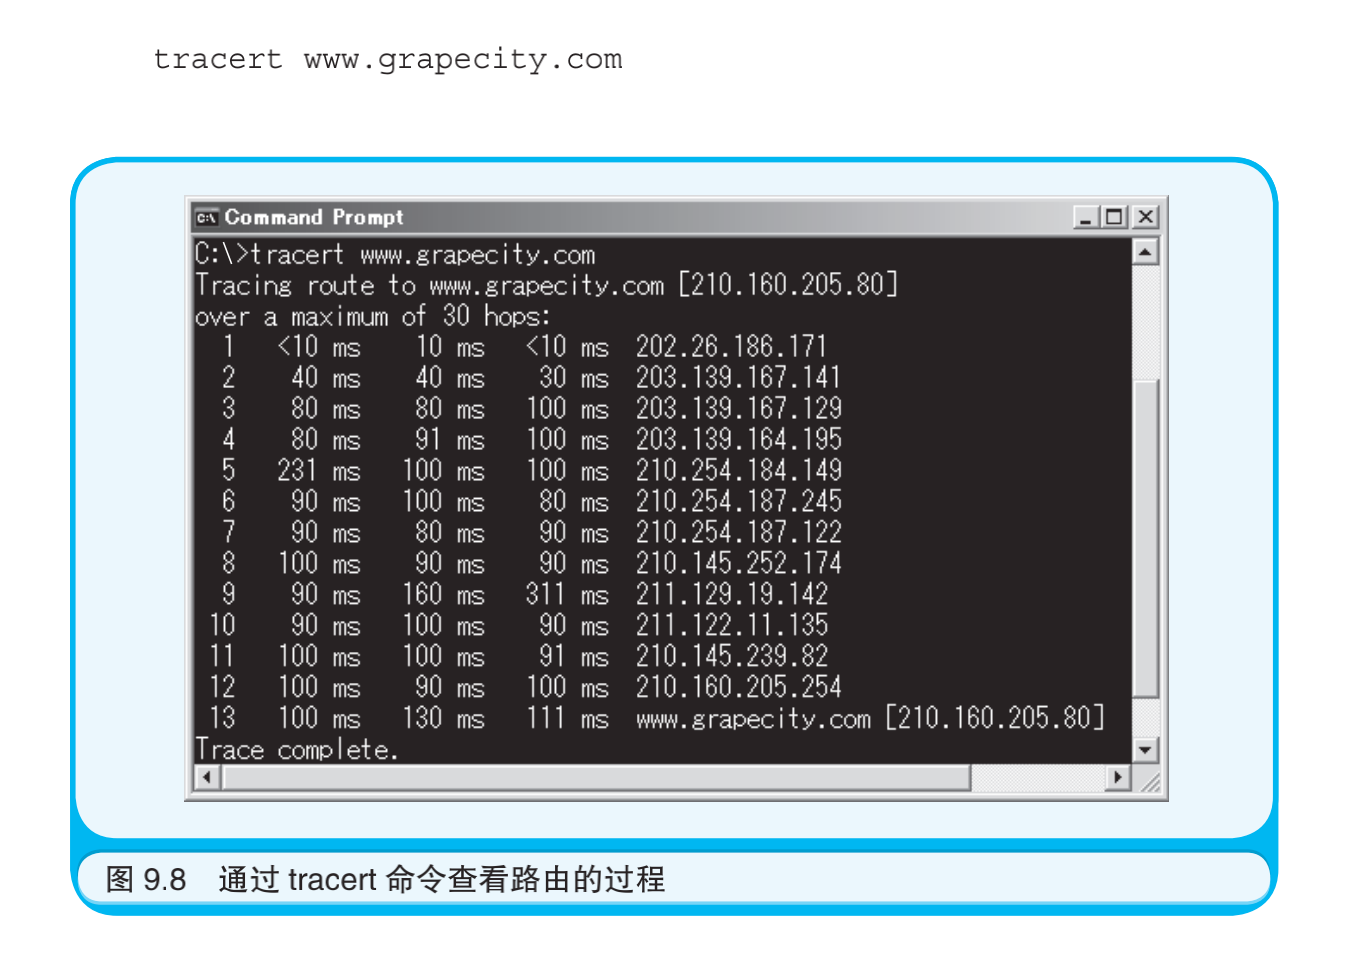 tracert www.grapecity.com
Command Prompt
C:\>tracert www.grapecity.com
Tracing route to www.grapecity.com [210.160.205.80]
over a maximum of 30 hops:
1 <10 ms 10 ms <10 ms 202.26.186.171
2 40 ms 40 ms 30 ms 203.139.167.141
3 80 ms 80 ms 100 ms 203.139.167.129
4 80 ms 91 ms 100 ms 203.139.164.195
5 231 ms 100 ms 100 ms 210.254.184.149
6 90 ms 100 ms 80 ms 210.254.187.245
7 90 ms 80 ms 90 ms 210.254.187.122
8 100 ms 90 ms 90 ms 210.145.252.174
9 90 ms 160 ms 311 ms 211.129.19.142
10 90 ms 100 ms 90 ms 211.122.11.135
11 100 ms 100 ms 91 ms 210.145.239.82
12 100 ms 90 ms 100 ms 210.160.205.254
13 100 ms 130 ms 111 ms www.grapecity.com [210.160.205.80]
Trace complete.
图 9.8 通过 tracert 命令查看路由的过程